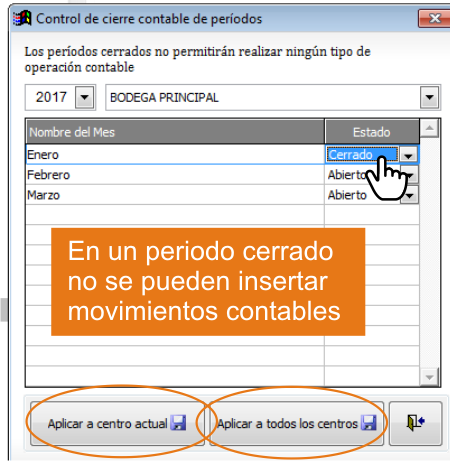 Control de cierre contable de períodos
Los períodos cerrados no permitirán realizar ningún tipo de
operación contable
2017 BODEGA PRINCIPAL
Nombre del Mes Estado
Enero Cerrado
Febrero Abierto
Marzo Abierto
En un periodo cerrado
no se pueden insertar
movimientos contables
Aplicar a centro actual Aplicar a todos los centros